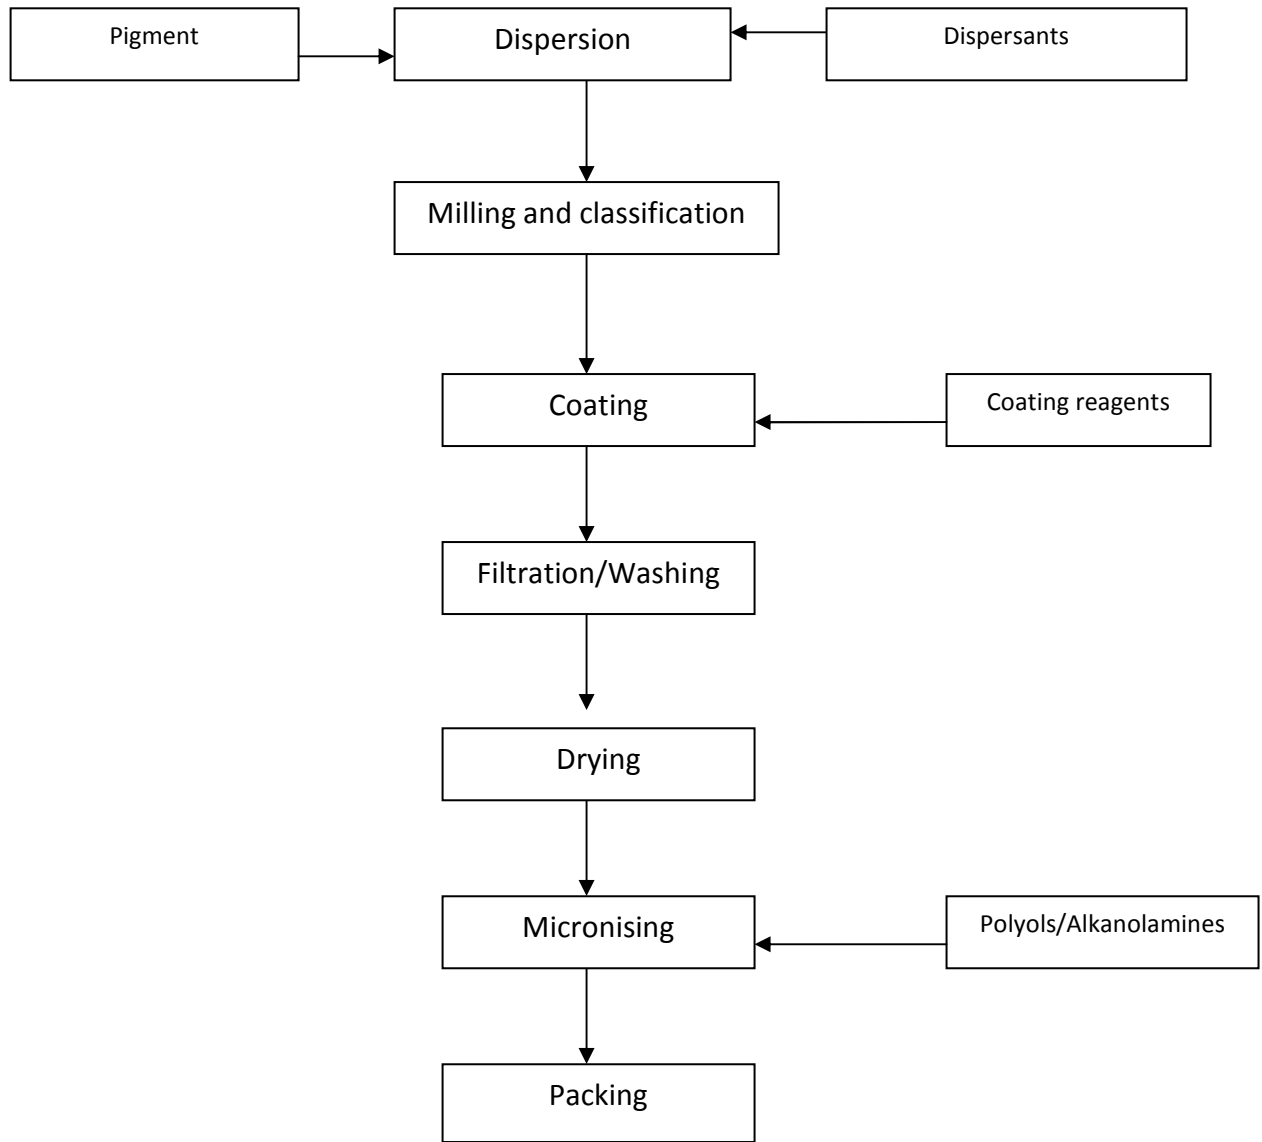 Pigment
Dispersion
Dispersants
Milling and classification
Coating
Coating reagents
Filtration/Washing
Drying
Micronising
Polyols/Alkanolamines
Packing